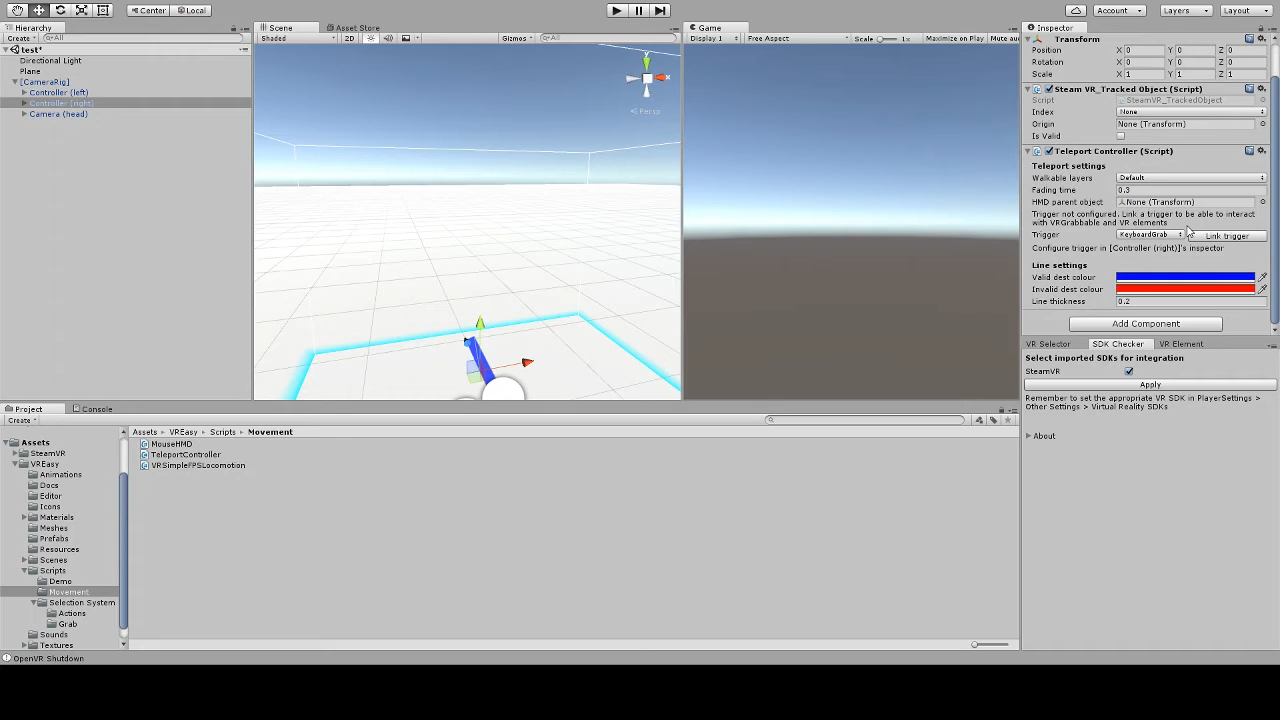 Center
Local
Account
Layers
Layout
Hierarchy
Create
All
test*
Directional Light
Plane
[CameraRig]
Controller (left)
Controller (right)
Camera (head)
Scene
Asset Store
Shaded
2D
Gizmos
All
Persp
Game
Display 1
Free Aspect
Scale
1x
Maximize on Play
Mute au
Inspector
Transform
Position
X 0
Y 0
Z 0
Rotation
X 0
Y 0
Z 0
Scale
X 1
Y 1
Z 1
Steam VR_Tracked Object (Script)
Script
SteamVR_TrackedObject
Index
None
Origin
None (Transform)
Is Valid
Teleport Controller (Script)
Teleport settings
Walkable layers
Default
Fading time
0.3
HMD parent object
None (Transform)
Trigger not configured. Link a trigger to be able to interact
with VRGrabbable and VR elements
Trigger
KeyboardGrab
Link trigger
Configure trigger in [Controller (right)]'s inspector
Line settings
Valid dest colour
Invalid dest colour
Line thickness
0.2
Add Component
VR Selector
SDK Checker
VR Element
Select imported SDKs for integration
SteamVR
Apply
Remember to set the appropriate VR SDK in PlayerSettings >
Other Settings > Virtual Reality SDKs
About
Project
Console
Create
Assets
SteamVR
VREasy
Animations
Docs
Editor
Icons
Materials
Meshes
Prefabs
Resources
Scenes
Scripts
Demo
Movement
Selection System
Actions
Grab
Sounds
Textures
Assets > VREasy > Scripts > Movement
MouseHMD
TeleportController
VRSimpleFPSLocomotion
OpenVR Shutdown